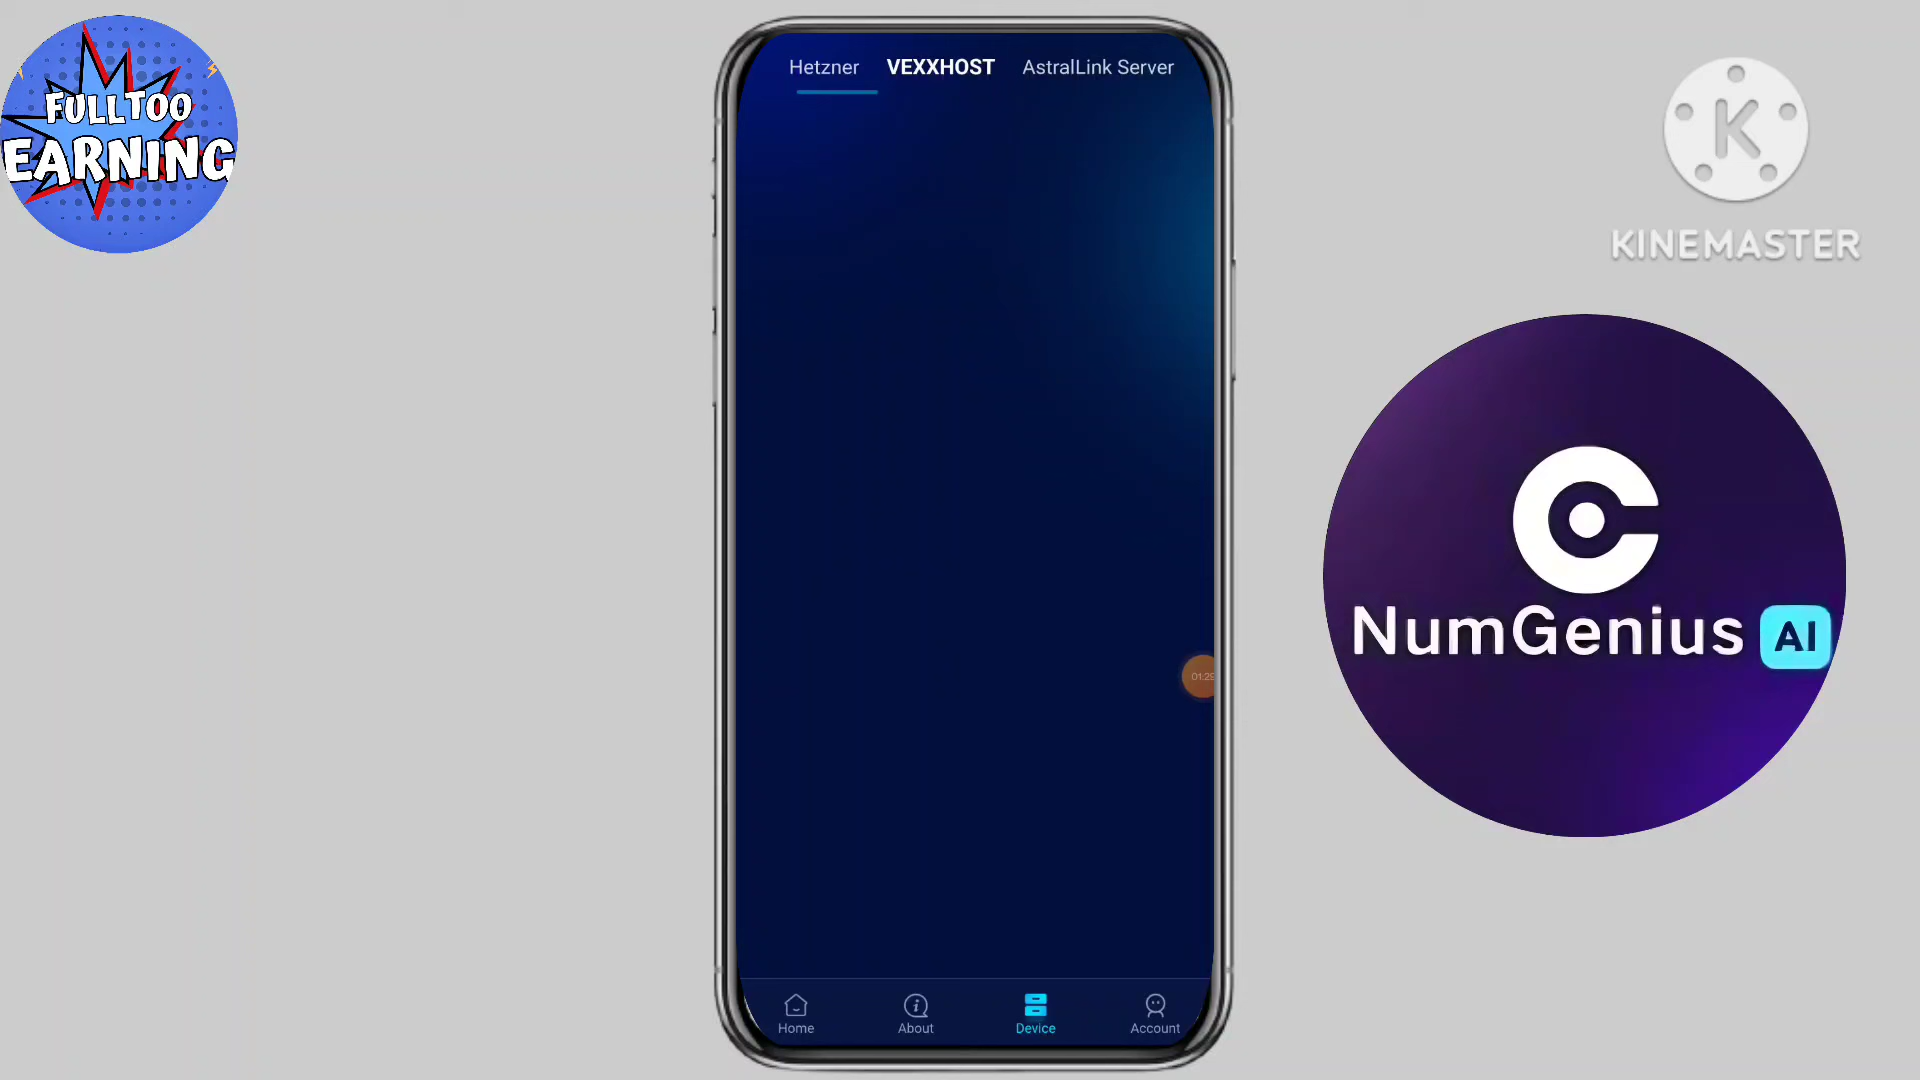 FULLTOO
EARNING
Hetzner VEXXHOST AstralLink Server
K
KINEMASTER
NumGenius AI
Home About Device Account